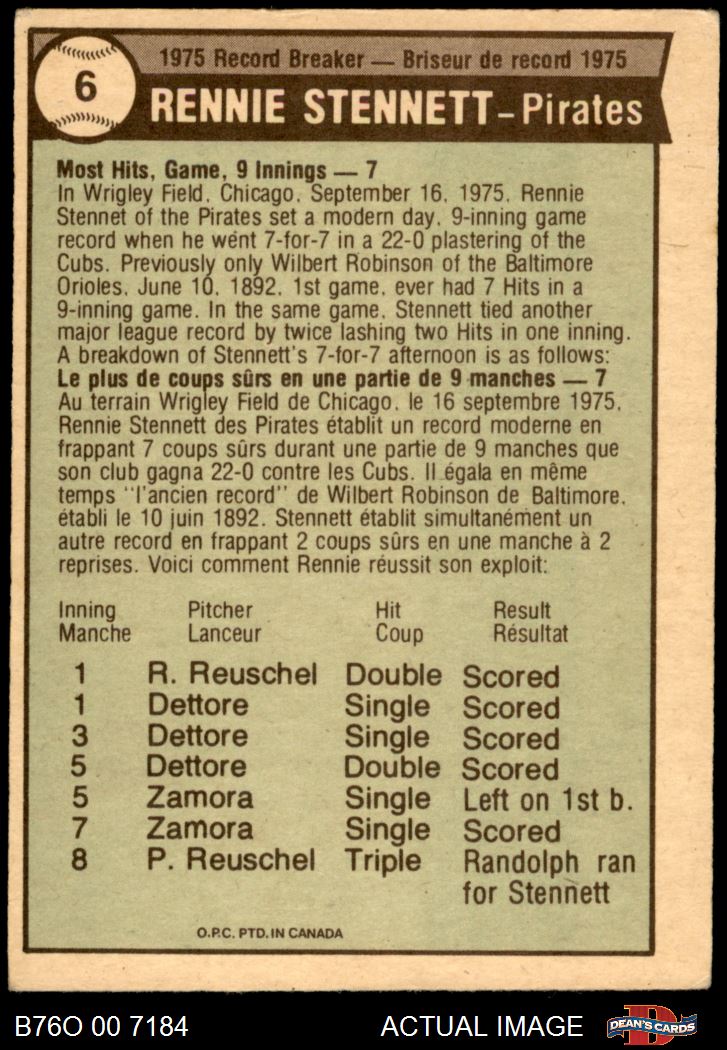 6
1975 Record Breaker — Briseur de record 1975
RENNIE STENNETT – Pirates
Most Hits, Game, 9 Innings — 7
In Wrigley Field, Chicago, September 16, 1975, Rennie
Stennet of the Pirates set a modern day, 9-inning game
record when he went 7-for-7 in a 22-0 plastering of the
Cubs. Previously only Wilbert Robinson of the Baltimore
Orioles, June 10, 1892, 1st game, ever had 7 Hits in a
9-inning game. In the same game, Stennett tied another
major league record by twice lashing two Hits in one inning.
A breakdown of Stennett's 7-for-7 afternoon is as follows:
Le plus de coups sûrs en une partie de 9 manches — 7
Au terrain Wrigley Field de Chicago, le 16 septembre 1975,
Rennie Stennett des Pirates établit un record moderne en
frappant 7 coups sûrs durant une partie de 9 manches que
son club gagna 22-0 contre les Cubs. Il égala en même
temps "l'ancien record" de Wilbert Robinson de Baltimore,
établi le 10 juin 1892. Stennett établit simultanément un
autre record en frappant 2 coups sûrs en une manche à 2
reprises. Voici comment Rennie réussit son exploit:
Inning Pitcher Hit Result
Manche Lanceur Coup Résultat
1 R. Reuschel Double Scored
1 Dettore Single Scored
3 Dettore Single Scored
5 Dettore Double Scored
5 Zamora Single Left on 1st b.
7 Zamora Single Scored
8 P. Reuschel Triple Randolph ran
for Stennett
O.P.C. PTD. IN CANADA
B76O 00 7184 ACTUAL IMAGE D DEAN'S CARDS